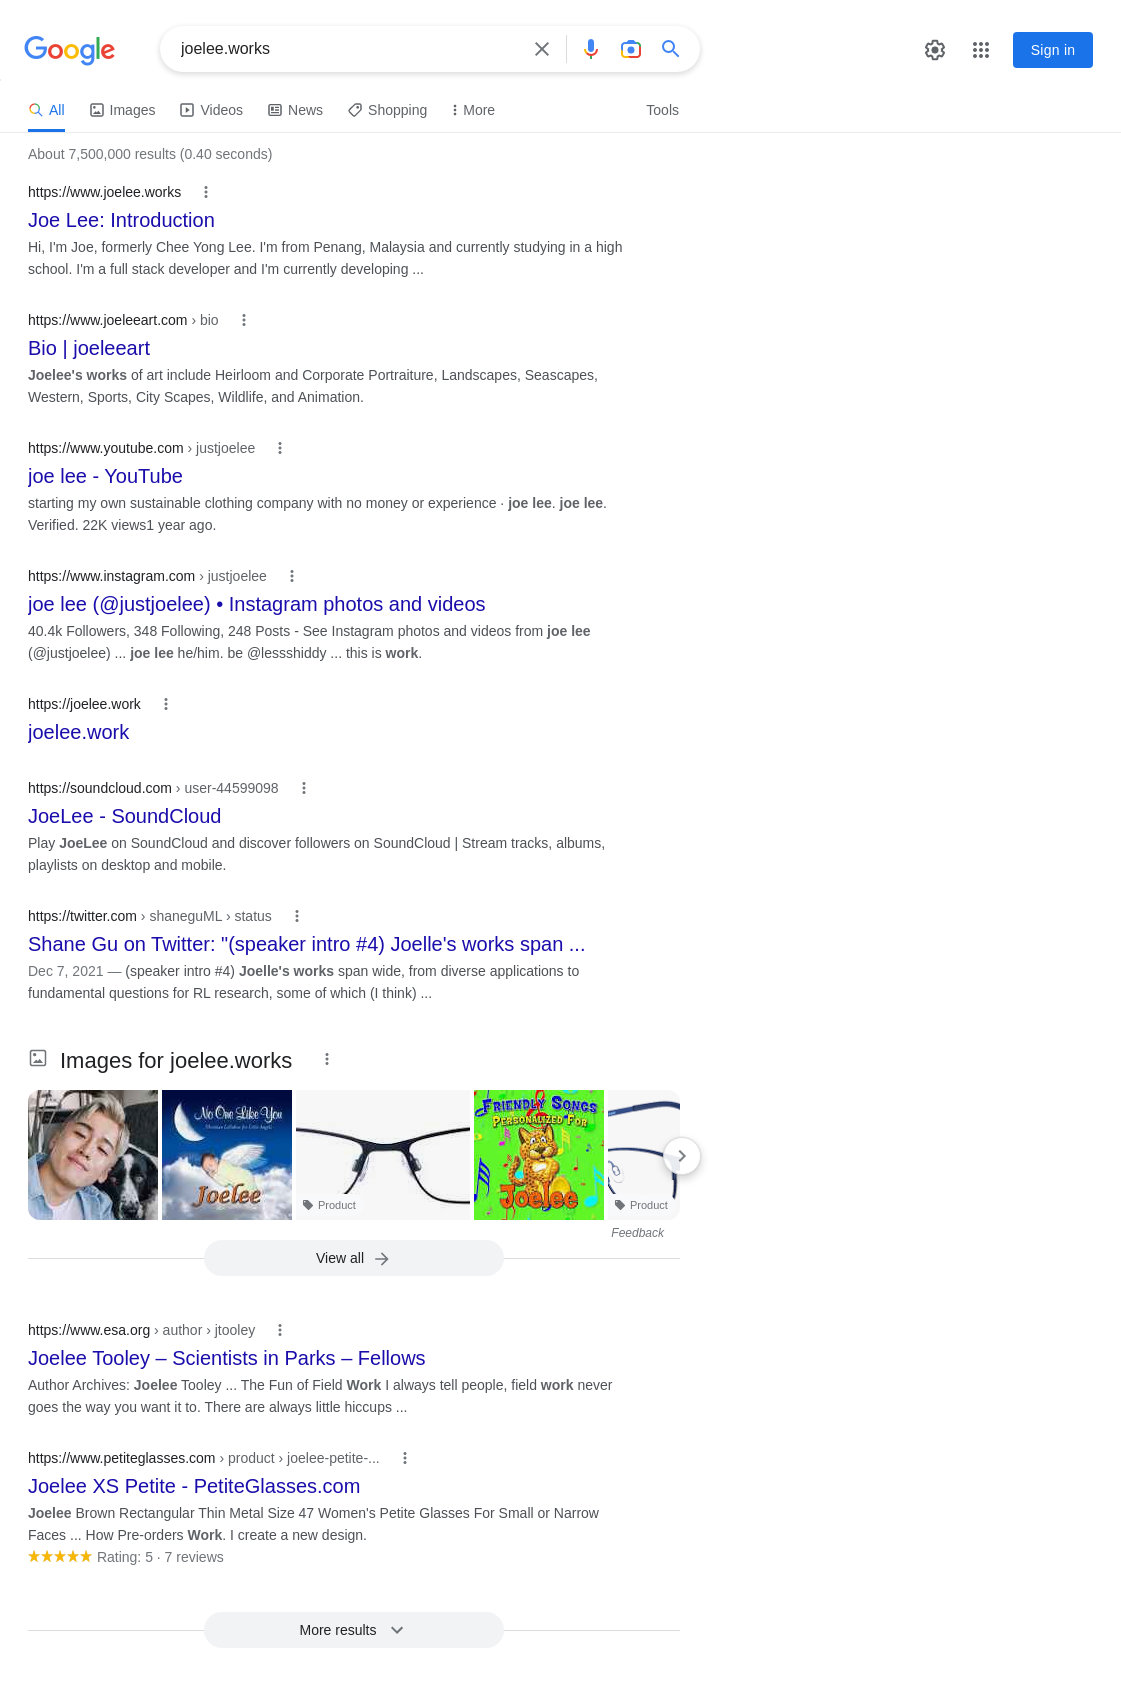 Google
joelee.works
Sign in
All
Images
Videos
News
Shopping
More
Tools
About 7,500,000 results (0.40 seconds)
https://www.joelee.works
Joe Lee: Introduction
Hi, I'm Joe, formerly Chee Yong Lee. I'm from Penang, Malaysia and currently studying in a high
school. I'm a full stack developer and I'm currently developing ...
https://www.joeleeart.com › bio
Bio | joeleeart
Joelee's works of art include Heirloom and Corporate Portraiture, Landscapes, Seascapes,
Western, Sports, City Scapes, Wildlife, and Animation.
https://www.youtube.com › justjoelee
joe lee - YouTube
starting my own sustainable clothing company with no money or experience · joe lee. joe lee.
Verified. 22K views1 year ago.
https://www.instagram.com › justjoelee
joe lee (@justjoelee) • Instagram photos and videos
40.4k Followers, 348 Following, 248 Posts - See Instagram photos and videos from joe lee
(@justjoelee) ... joe lee he/him. be @lessshiddy ... this is work.
https://joelee.work
joelee.work
https://soundcloud.com › user-44599098
JoeLee - SoundCloud
Play JoeLee on SoundCloud and discover followers on SoundCloud | Stream tracks, albums,
playlists on desktop and mobile.
https://twitter.com › shaneguML › status
Shane Gu on Twitter: "(speaker intro #4) Joelle's works span ...
Dec 7, 2021 — (speaker intro #4) Joelle's works span wide, from diverse applications to
fundamental questions for RL research, some of which (I think) ...
Images for joelee.works
No One Like You
Christian Lullabies for Little Angels
Joelee
Product
Friendly Songs
Personalized For
Joelee
Product
Feedback
View all
https://www.esa.org › author › jtooley
Joelee Tooley – Scientists in Parks – Fellows
Author Archives: Joelee Tooley ... The Fun of Field Work I always tell people, field work never
goes the way you want it to. There are always little hiccups ...
https://www.petiteglasses.com › product › joelee-petite-...
Joelee XS Petite - PetiteGlasses.com
Joelee Brown Rectangular Thin Metal Size 47 Women's Petite Glasses For Small or Narrow
Faces ... How Pre-orders Work. I create a new design.
Rating: 5 · 7 reviews
More results